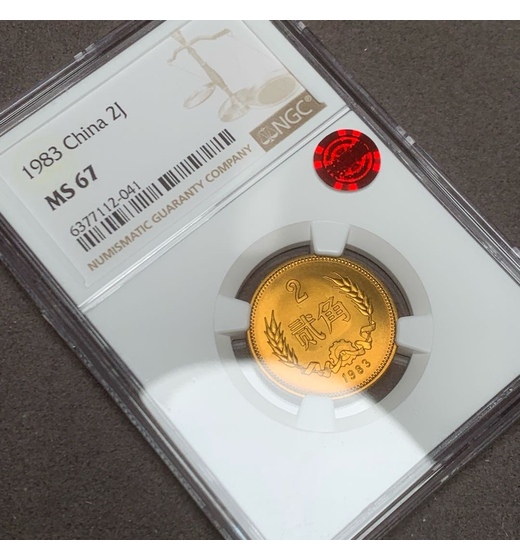 1983 China 2J
MS 67
6377112-041
NGC®
NUMISMATIC GUARANTY COMPANY
2
贰角
1983